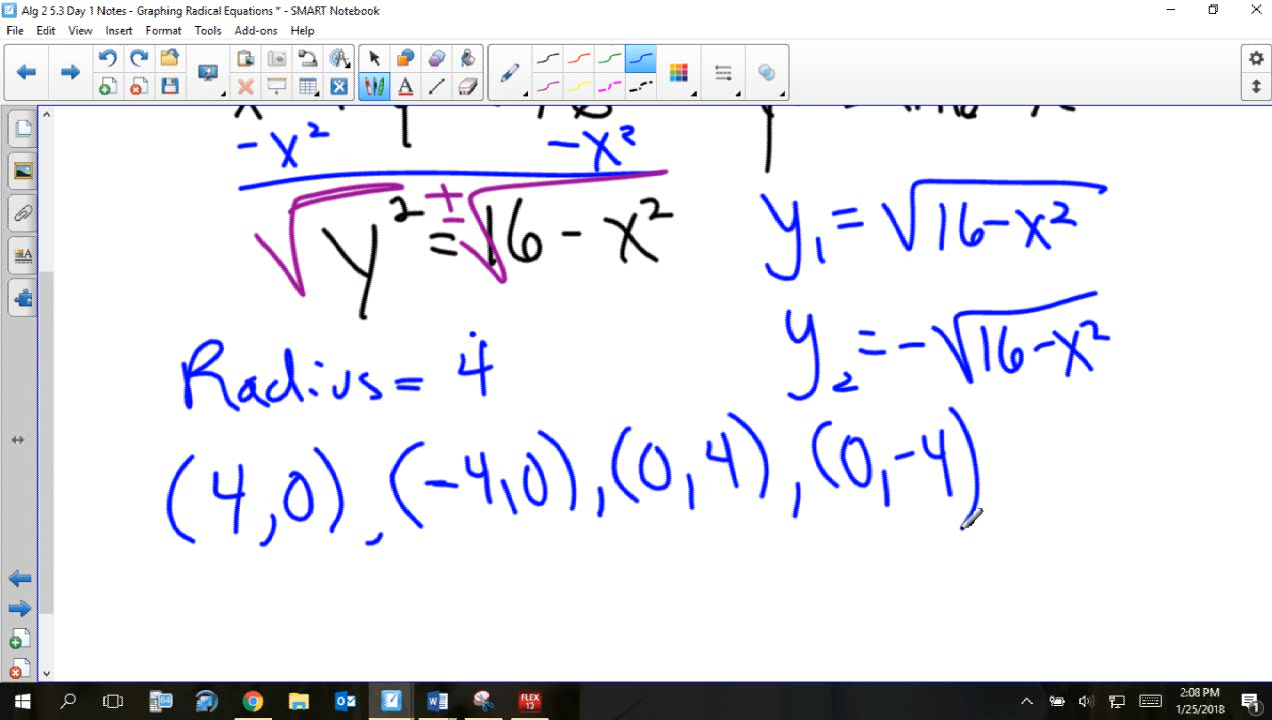 Alg 2 5.3 Day 1 Notes - Graphing Radical Equations * - SMART Notebook
File Edit View Insert Format Tools Add-ons Help
-x² -x²
√y² = ±√16 - x²
y₁ = √16-x²
y₂ = -√16-x²
Radius = 4
(4,0), (-4,0), (0,4), (0,-4)
FLEX
13
2:08 PM
1/25/2018